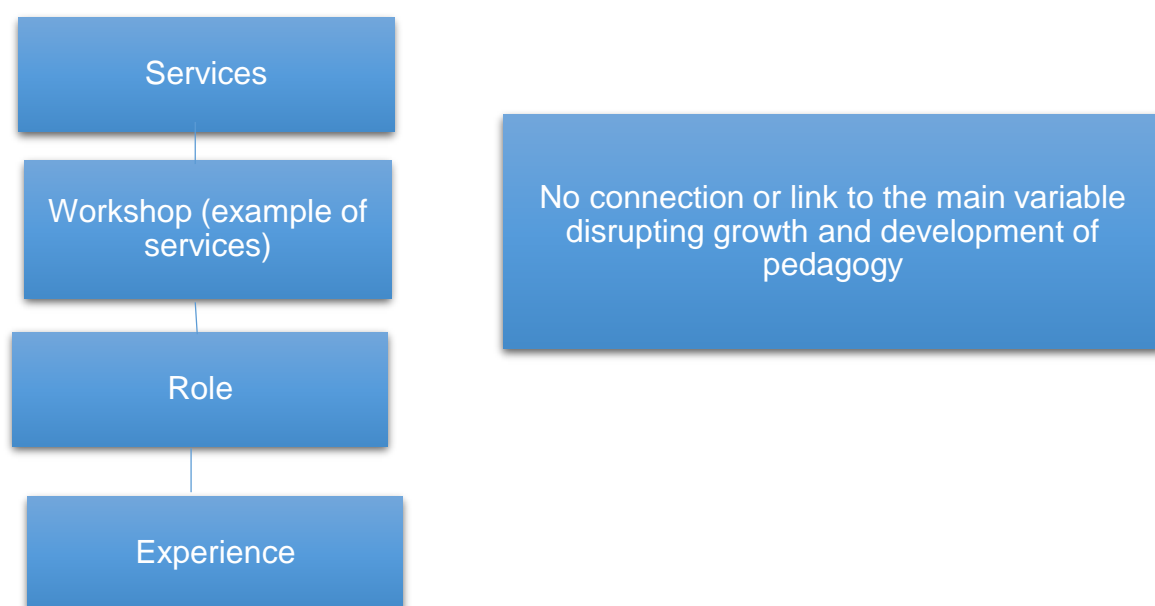 Services
Workshop (example of
services)
Role
Experience
No connection or link to the main variable
disrupting growth and development of
pedagogy